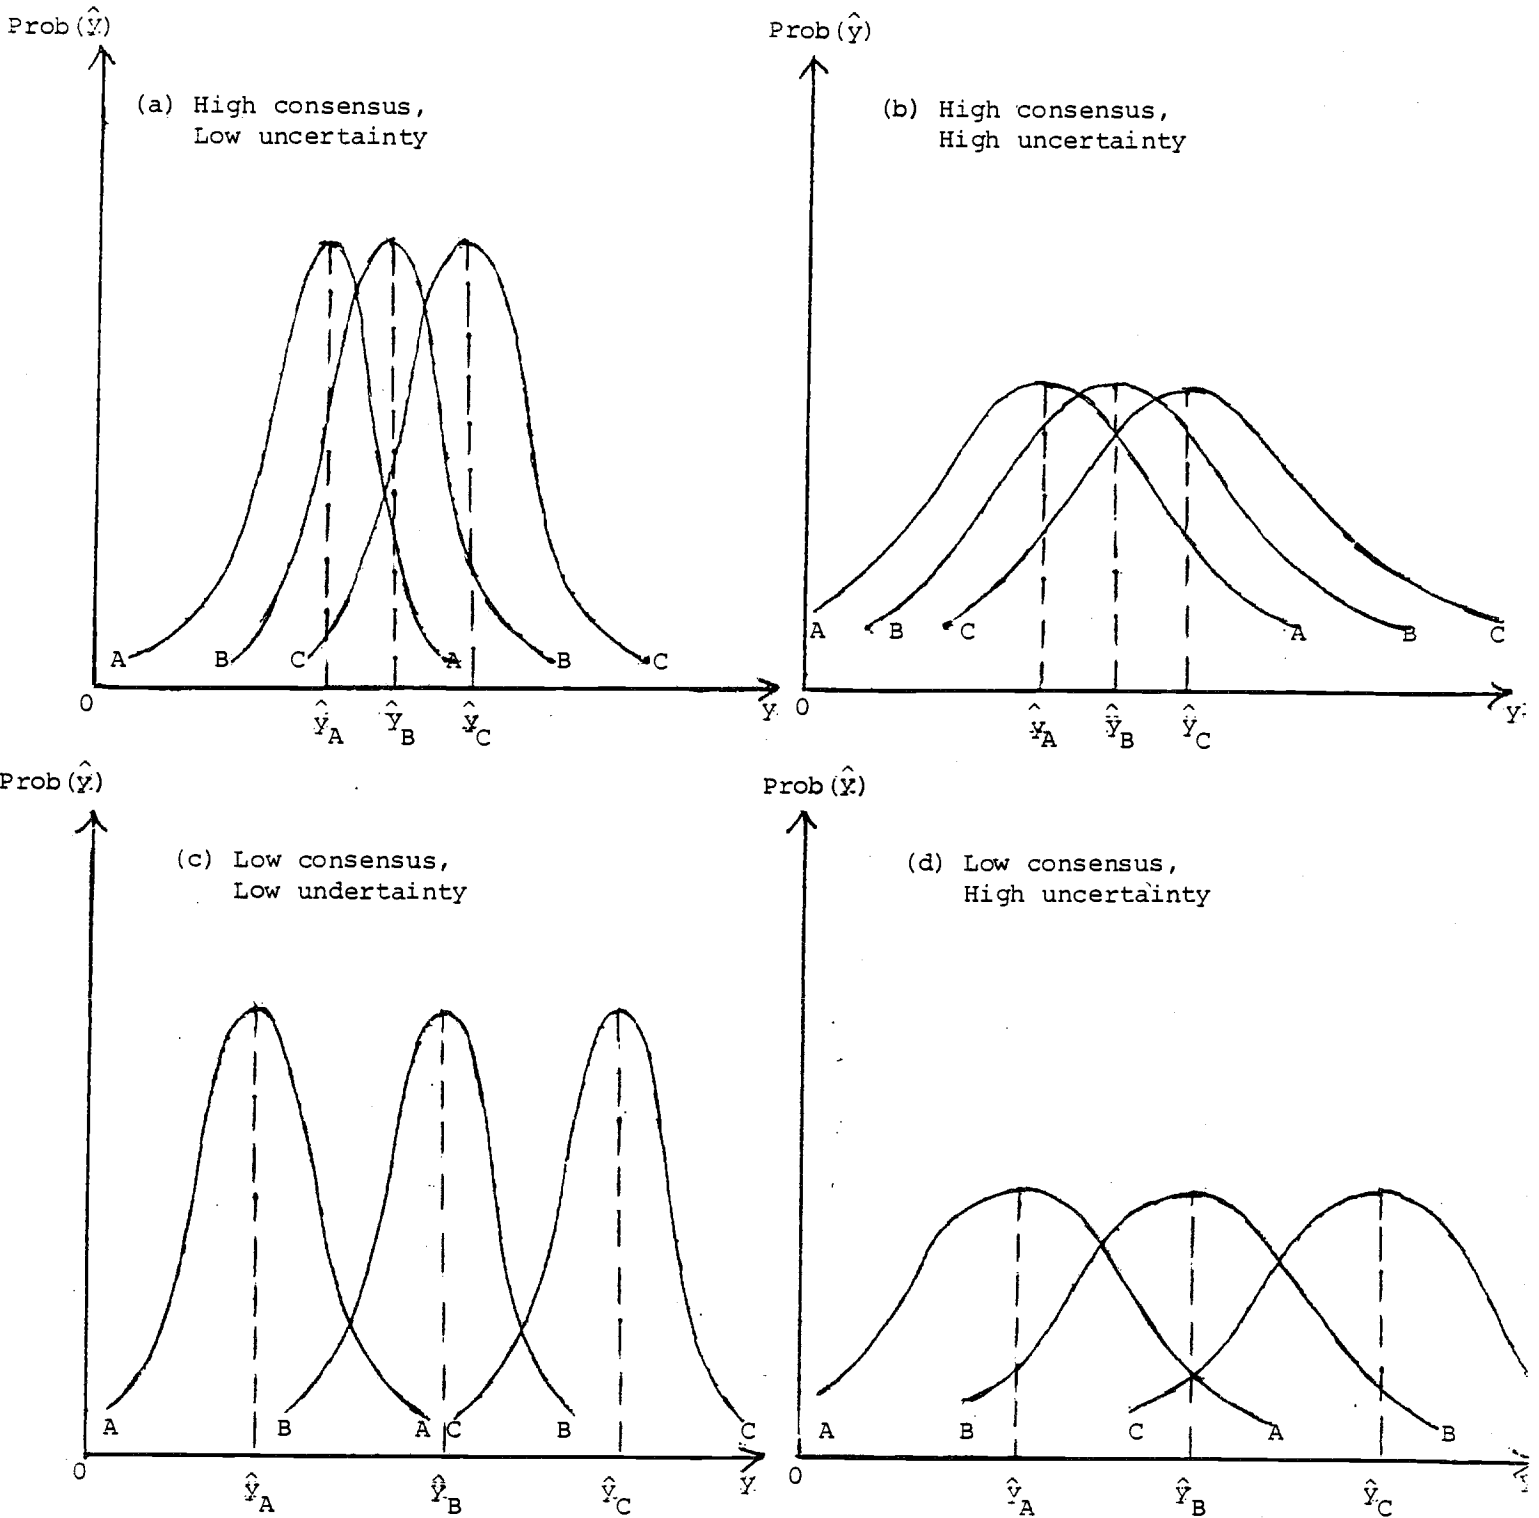 Prob(ŷ)
(a) High consensus,
Low uncertainty
A B C A B C
0
y
ŷA ŷB ŷC
Prob(ŷ)
(b) High consensus,
High uncertainty
A B C A B C
0
y
ŷA ŷB ŷC
Prob(ŷ)
(c) Low consensus,
Low undertainty
A B A C B C
0
y
ŷA ŷB ŷC
Prob(ŷ)
(d) Low consensus,
High uncertainty
A B C A B
0
ŷA ŷB ŷC